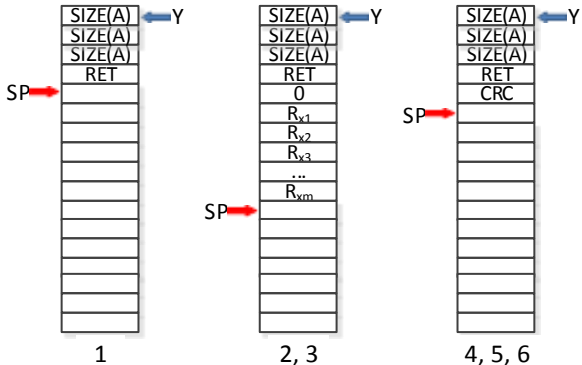 SIZE(A)
Y
SIZE(A)
SIZE(A)
RET
SP
1
SIZE(A)
Y
SIZE(A)
SIZE(A)
RET
0
Rx1
Rx2
Rx3
...
Rxm
SP
2, 3
SIZE(A)
Y
SIZE(A)
SIZE(A)
RET
CRC
SP
4, 5, 6